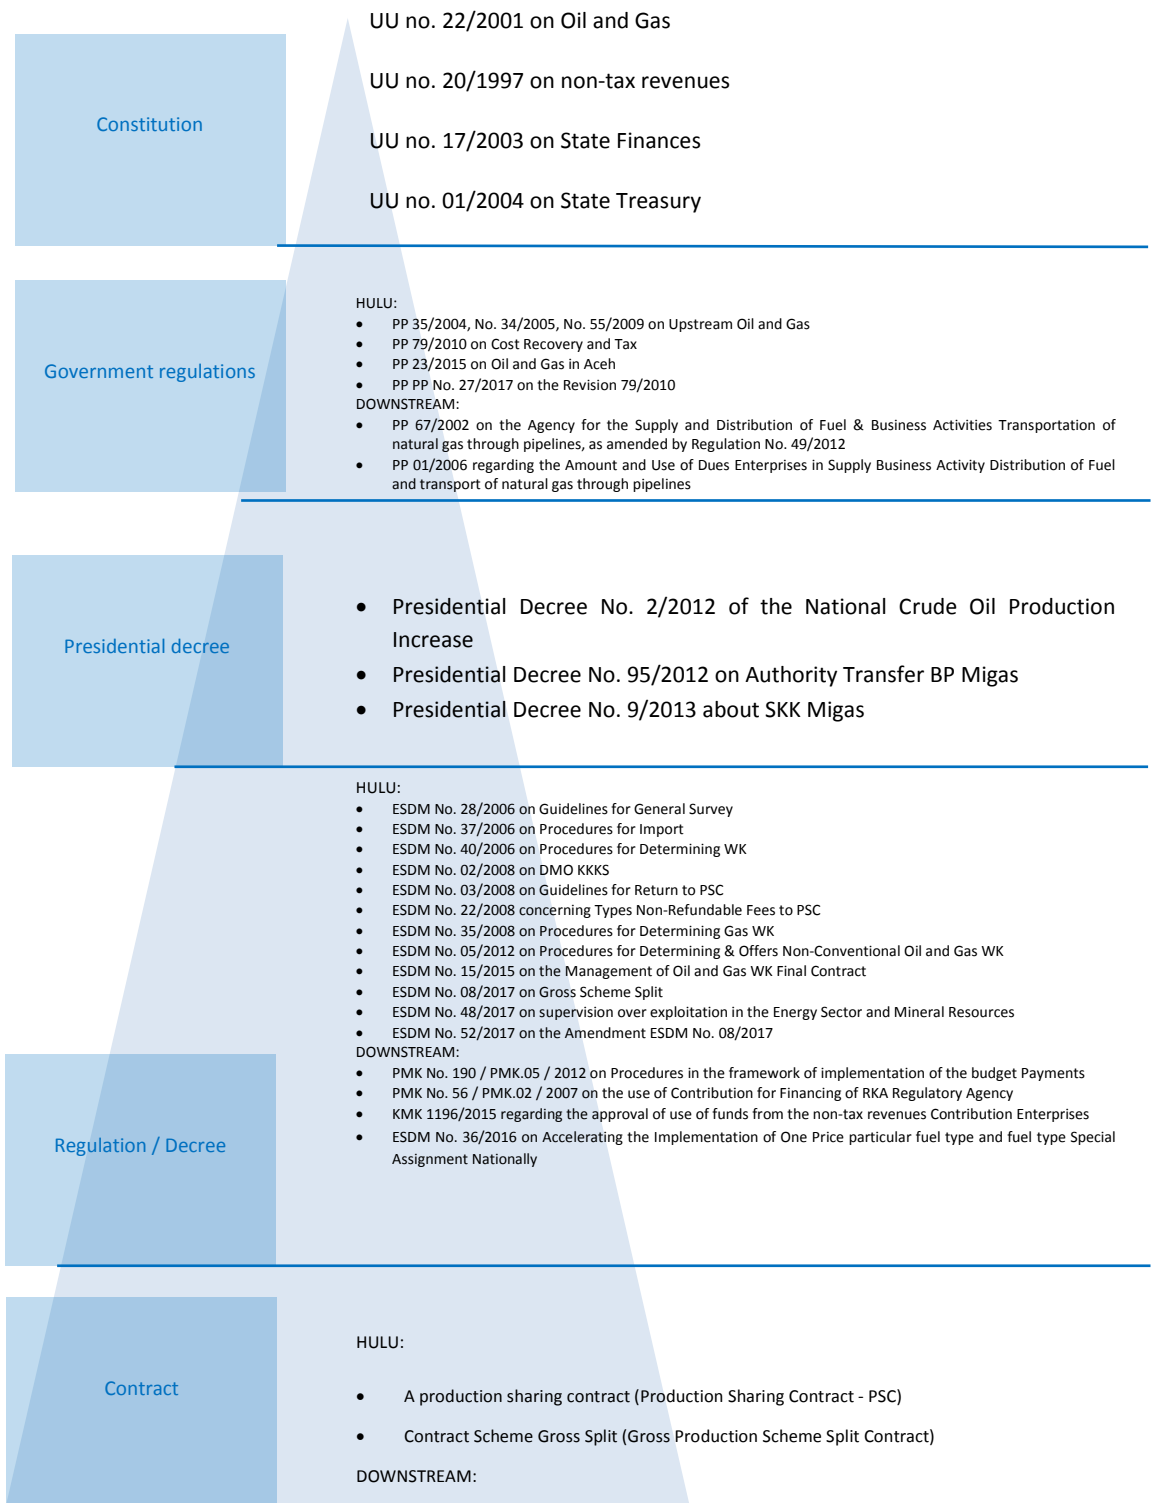 UU no. 22/2001 on Oil and Gas
UU no. 20/1997 on non-tax revenues
Constitution
UU no. 17/2003 on State Finances
UU no. 01/2004 on State Treasury
HULU:
• PP 35/2004, No. 34/2005, No. 55/2009 on Upstream Oil and Gas
• PP 79/2010 on Cost Recovery and Tax
• PP 23/2015 on Oil and Gas in Aceh
Government regulations
• PP PP No. 27/2017 on the Revision 79/2010
DOWNSTREAM:
• PP 67/2002 on the Agency for the Supply and Distribution of Fuel & Business Activities Transportation of
natural gas through pipelines, as amended by Regulation No. 49/2012
• PP 01/2006 regarding the Amount and Use of Dues Enterprises in Supply Business Activity Distribution of Fuel
and transport of natural gas through pipelines
• Presidential Decree No. 2/2012 of the National Crude Oil Production
Increase
Presidential decree
• Presidential Decree No. 95/2012 on Authority Transfer BP Migas
• Presidential Decree No. 9/2013 about SKK Migas
HULU:
• ESDM No. 28/2006 on Guidelines for General Survey
• ESDM No. 37/2006 on Procedures for Import
• ESDM No. 40/2006 on Procedures for Determining WK
• ESDM No. 02/2008 on DMO KKKS
• ESDM No. 03/2008 on Guidelines for Return to PSC
• ESDM No. 22/2008 concerning Types Non-Refundable Fees to PSC
• ESDM No. 35/2008 on Procedures for Determining Gas WK
• ESDM No. 05/2012 on Procedures for Determining & Offers Non-Conventional Oil and Gas WK
• ESDM No. 15/2015 on the Management of Oil and Gas WK Final Contract
• ESDM No. 08/2017 on Gross Scheme Split
• ESDM No. 48/2017 on supervision over exploitation in the Energy Sector and Mineral Resources
• ESDM No. 52/2017 on the Amendment ESDM No. 08/2017
DOWNSTREAM:
• PMK No. 190 / PMK.05 / 2012 on Procedures in the framework of implementation of the budget Payments
• PMK No. 56 / PMK.02 / 2007 on the use of Contribution for Financing of RKA Regulatory Agency
• KMK 1196/2015 regarding the approval of use of funds from the non-tax revenues Contribution Enterprises
Regulation / Decree
• ESDM No. 36/2016 on Accelerating the Implementation of One Price particular fuel type and fuel type Special
Assignment Nationally
HULU:
Contract
• A production sharing contract (Production Sharing Contract - PSC)
• Contract Scheme Gross Split (Gross Production Scheme Split Contract)
DOWNSTREAM: